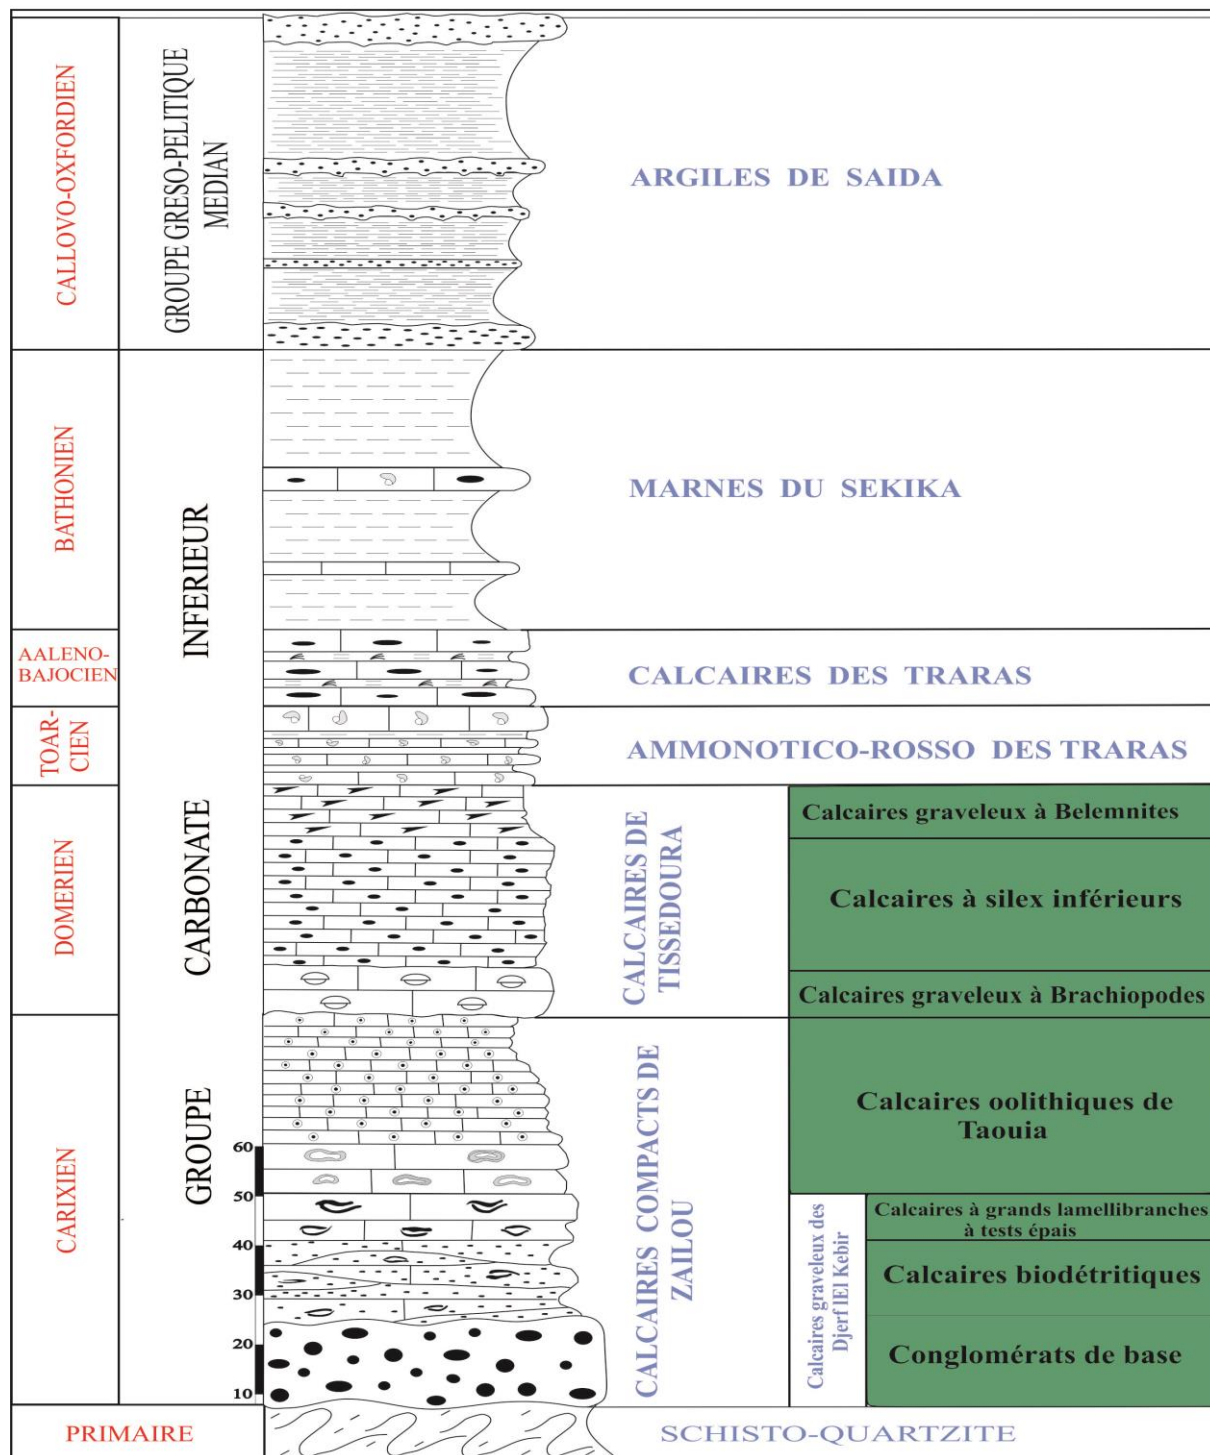 CALLOVO-OXFORDIEN
GROUPE GRESO-PELITIQUE
MEDIAN
ARGILES DE SAIDA
BATHONIEN
INFERIEUR
MARNES DU SEKIKA
AALENO-
BAJOCIEN
CALCAIRES DES TRARAS
TOAR-
CIEN
AMMONOTICO-ROSSO DES TRARAS
DOMERIEN
CARBONATE
CALCAIRES DE
TISSEDOURA
Calcaires graveleux à Belemnites
Calcaires à silex inférieurs
Calcaires graveleux à Brachiopodes
CARIXIEN
GROUPE
60
50
40
30
20
10
CALCAIRES COMPACTS DE
ZAILOU
Calcaires oolithiques de
Taouia
Calcaires graveleux des
Djerf lEl Kebir
Calcaires à grands lamellibranches
à tests épais
Calcaires biodétritiques
Conglomérats de base
PRIMAIRE
SCHISTO-QUARTZITE